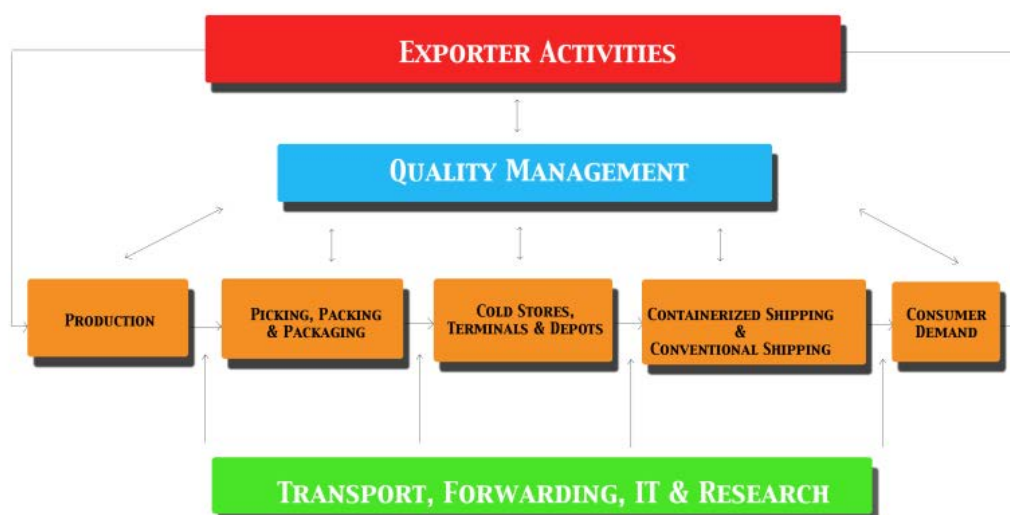 Exporter Activities
Quality Management
Production
Picking, Packing
& Packaging
Cold Stores,
Terminals & Depots
Containerized Shipping
&
Conventional Shipping
Consumer
Demand
Transport, Forwarding, IT & Research